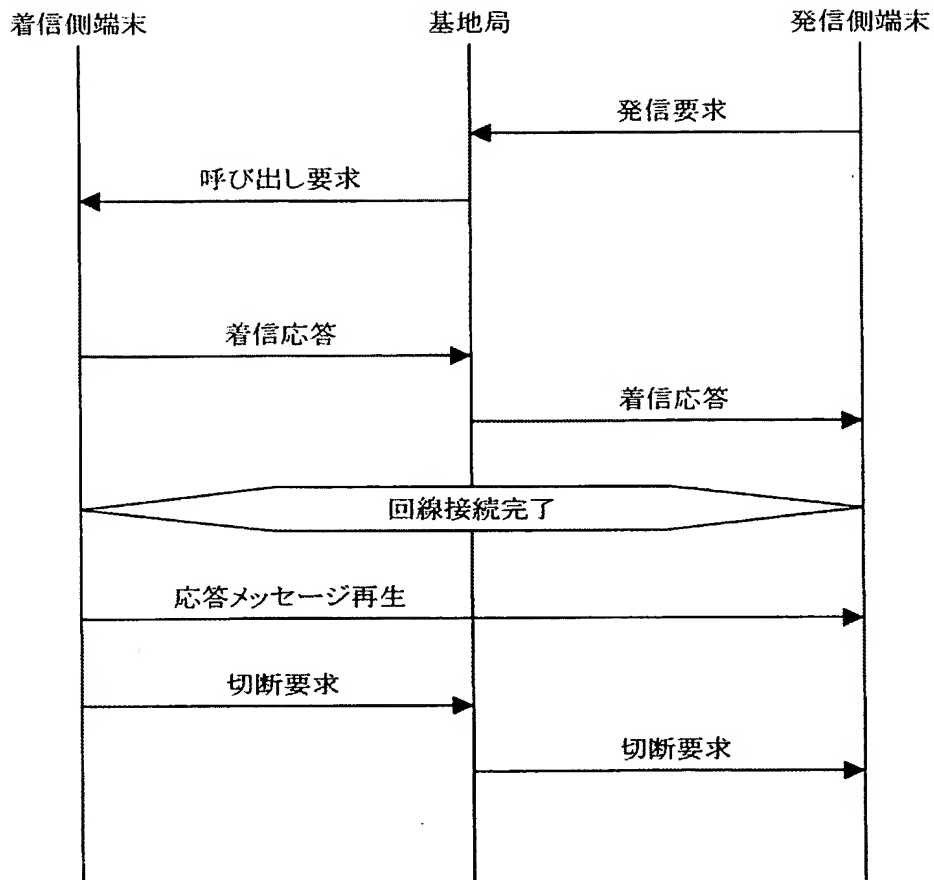 着信側端末
基地局
発信側端末
発信要求
呼び出し要求
着信応答
着信応答
回線接続完了
応答メッセージ再生
切断要求
切断要求